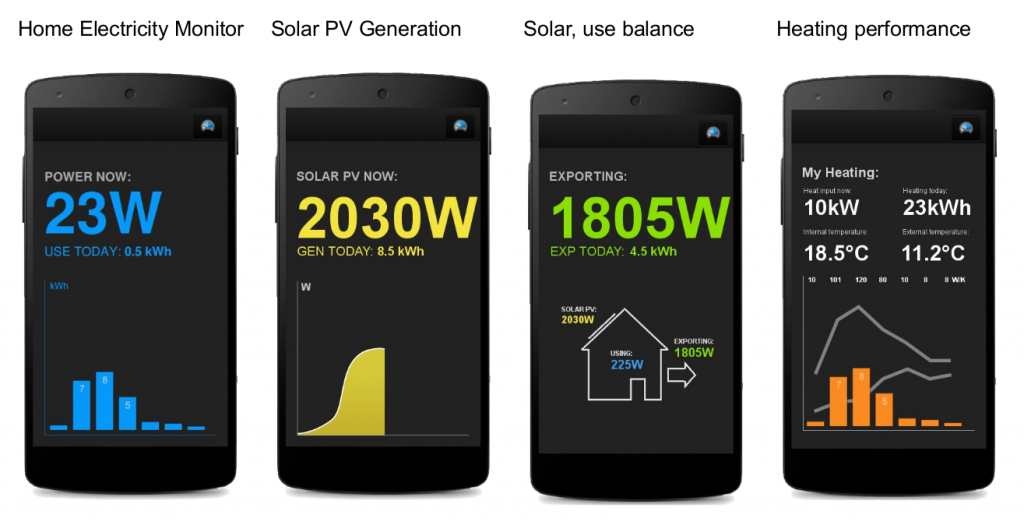 Home Electricity Monitor
Solar PV Generation
Solar, use balance
Heating performance
POWER NOW:
23W
USE TODAY: 0.5 kWh
kWh
7
8
5
SOLAR PV NOW:
2030W
GEN TODAY: 8.5 kWh
W
EXPORTING:
1805W
EXP TODAY: 4.5 kWh
SOLAR PV:
2030W
USING:
225W
EXPORTING:
1805W
My Heating:
Heat input now: Heating today:
10kW 23kWh
Internal temperature: External temperature:
18.5°C 11.2°C
10 101 120 80 10 8 8 W/K
7
8
5